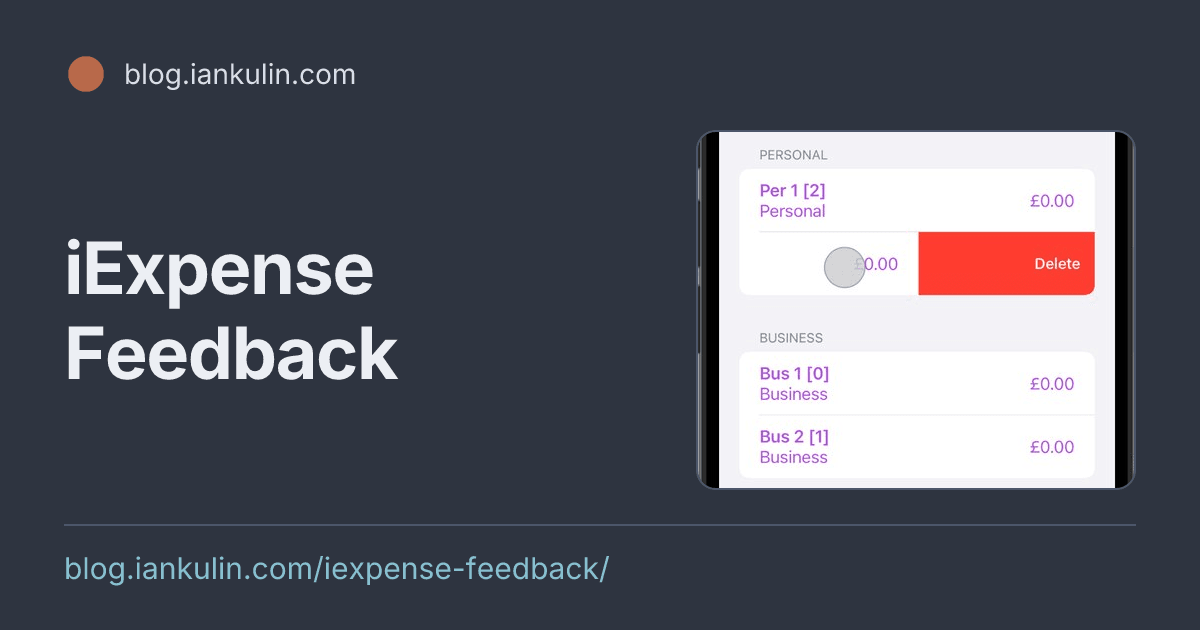 blog.iankulin.com
iExpense
Feedback
PERSONAL
Per 1 [2]
Personal
£0.00
£0.00
Delete
BUSINESS
Bus 1 [0]
Business
£0.00
Bus 2 [1]
Business
£0.00
blog.iankulin.com/iexpense-feedback/